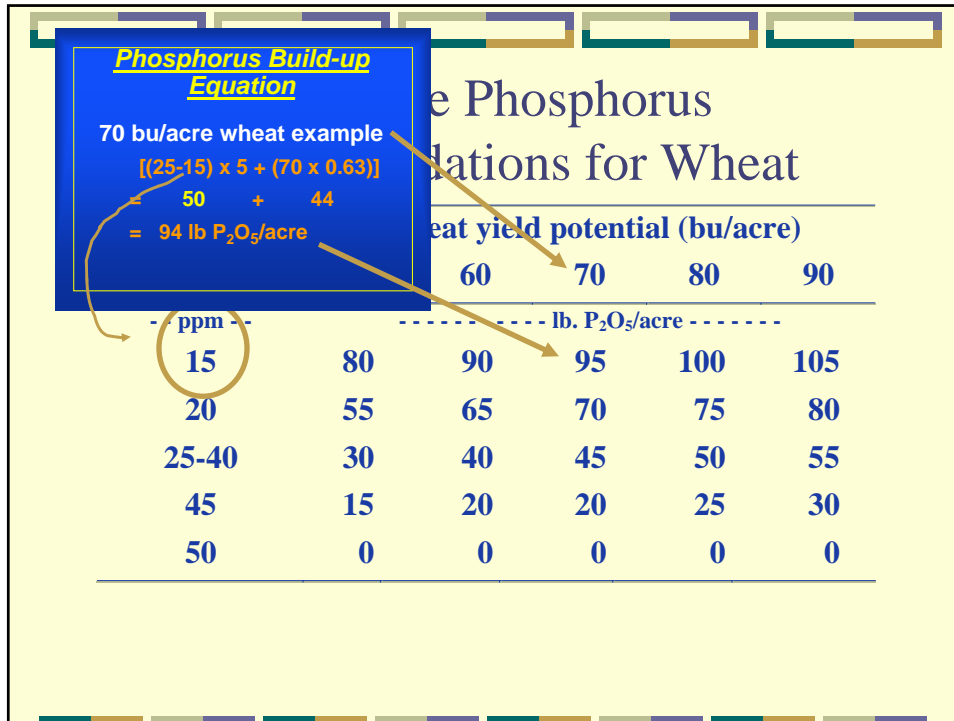 Phosphorus Build-up
Equation
70 bu/acre wheat example
[(25-15) x 5 + (70 x 0.63)]
= 50 + 44
= 94 lb P₂O₅/acre
Phosphorus
for Wheat
yield potential (bu/acre)
60 70 80 90
- - ppm - - - - - - - - - - - - lb. P₂O₅/acre - - - - - - -
15 80 90 95 100 105
20 55 65 70 75 80
25-40 30 40 45 50 55
45 15 20 20 25 30
50 0 0 0 0 0